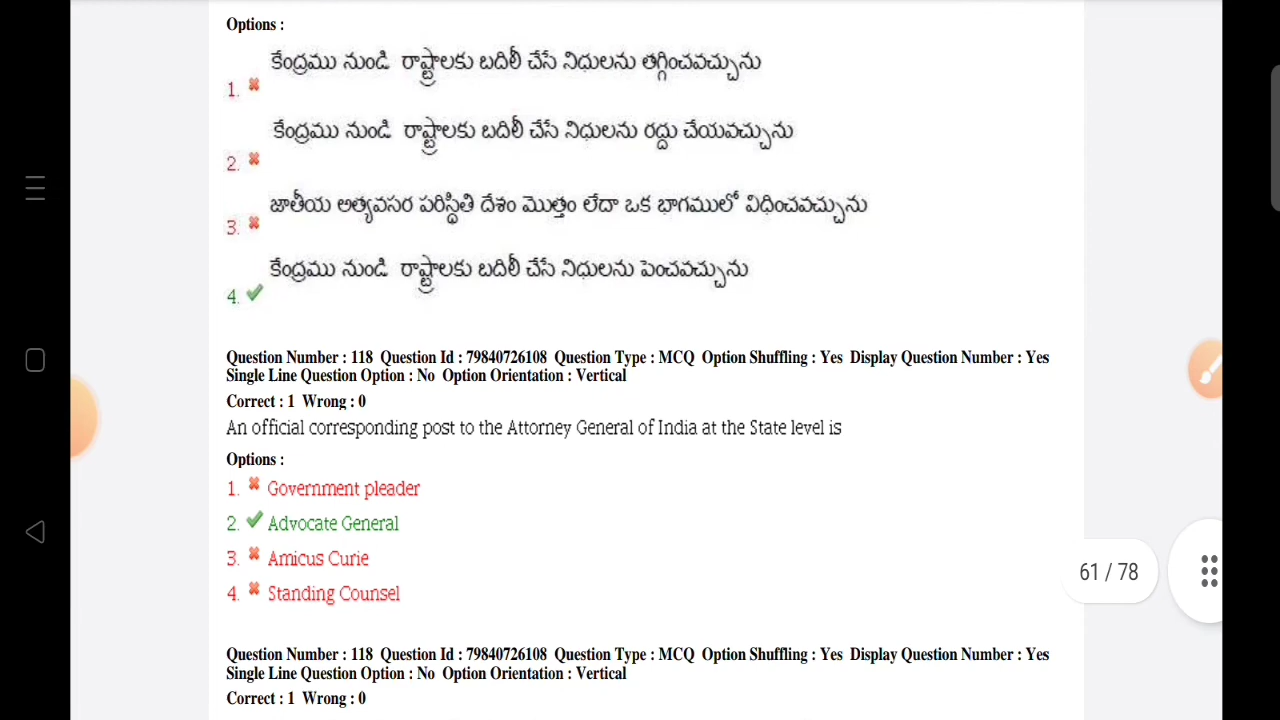 Options :
కేంద్రము నుండి రాష్ట్రాలకు బదిలీ చేసే నిధులను తగ్గించవచ్చును
1.
కేంద్రము నుండి రాష్ట్రాలకు బదిలీ చేసే నిధులను రద్దు చేయవచ్చును
2.
జాతీయ అత్యవసర పరిస్థితి దేశం మొత్తం లేదా ఒక భాగములో విధించవచ్చును
3.
కేంద్రము నుండి రాష్ట్రాలకు బదిలీ చేసే నిధులను పెంచవచ్చును
4.
Question Number : 118 Question Id : 79840726108 Question Type : MCQ Option Shuffling : Yes Display Question Number : Yes
Single Line Question Option : No Option Orientation : Vertical
Correct : 1 Wrong : 0
An official corresponding post to the Attorney General of India at the State level is
Options :
1. Government pleader
2. Advocate General
3. Amicus Curie
4. Standing Counsel
61 / 78
Question Number : 118 Question Id : 79840726108 Question Type : MCQ Option Shuffling : Yes Display Question Number : Yes
Single Line Question Option : No Option Orientation : Vertical
Correct : 1 Wrong : 0